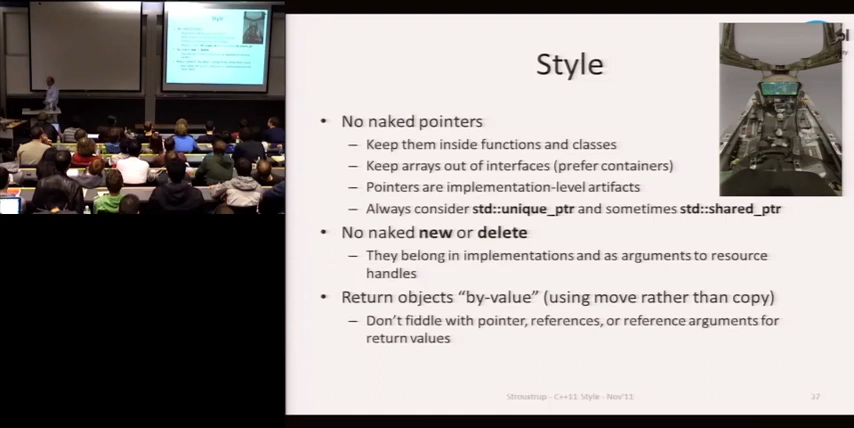 Style
• No naked pointers
– Keep them inside functions and classes
– Keep arrays out of interfaces (prefer containers)
– Pointers are implementation-level artifacts
– Always consider std::unique_ptr and sometimes std::shared_ptr
• No naked new or delete
– They belong in implementations and as arguments to resource
handles
• Return objects “by-value” (using move rather than copy)
– Don’t fiddle with pointer, references, or reference arguments for
return values
Stroustrup - C++11 Style - Nov'11
37